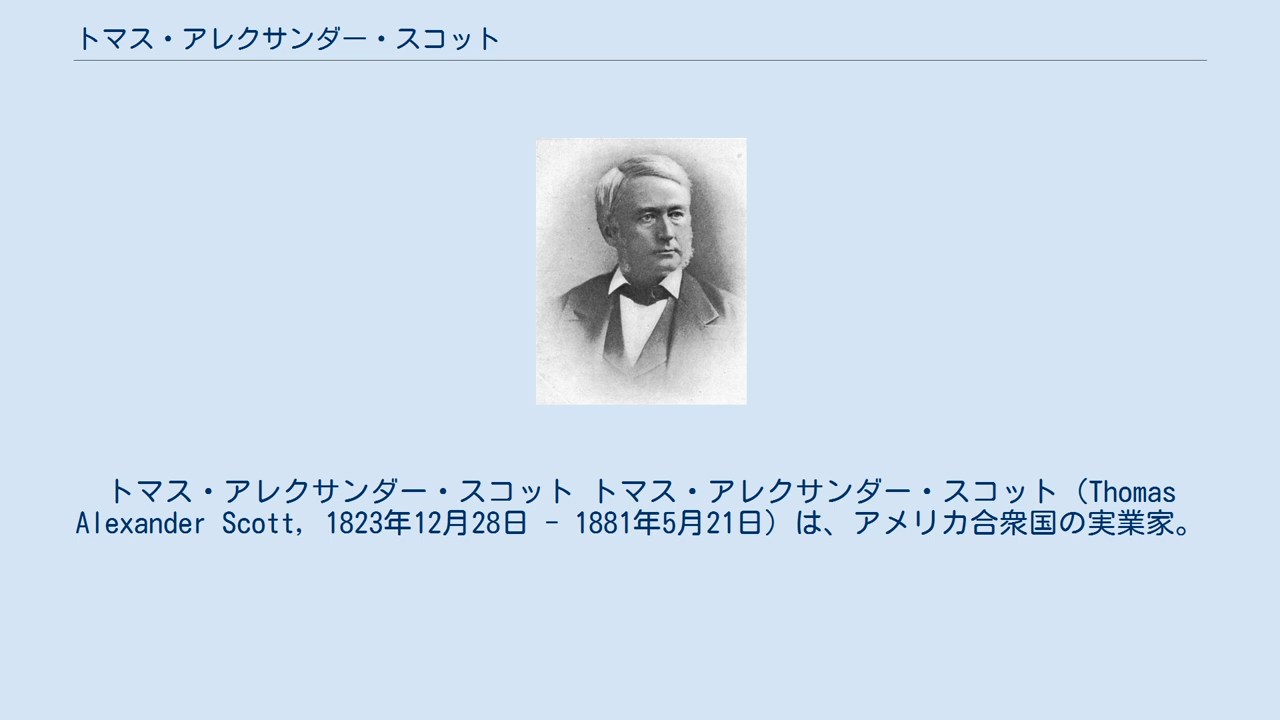 トマス・アレクサンダー・スコット
トマス・アレクサンダー・スコット トマス・アレクサンダー・スコット（Thomas
Alexander Scott, 1823年12月28日 - 1881年5月21日）は、アメリカ合衆国の実業家。